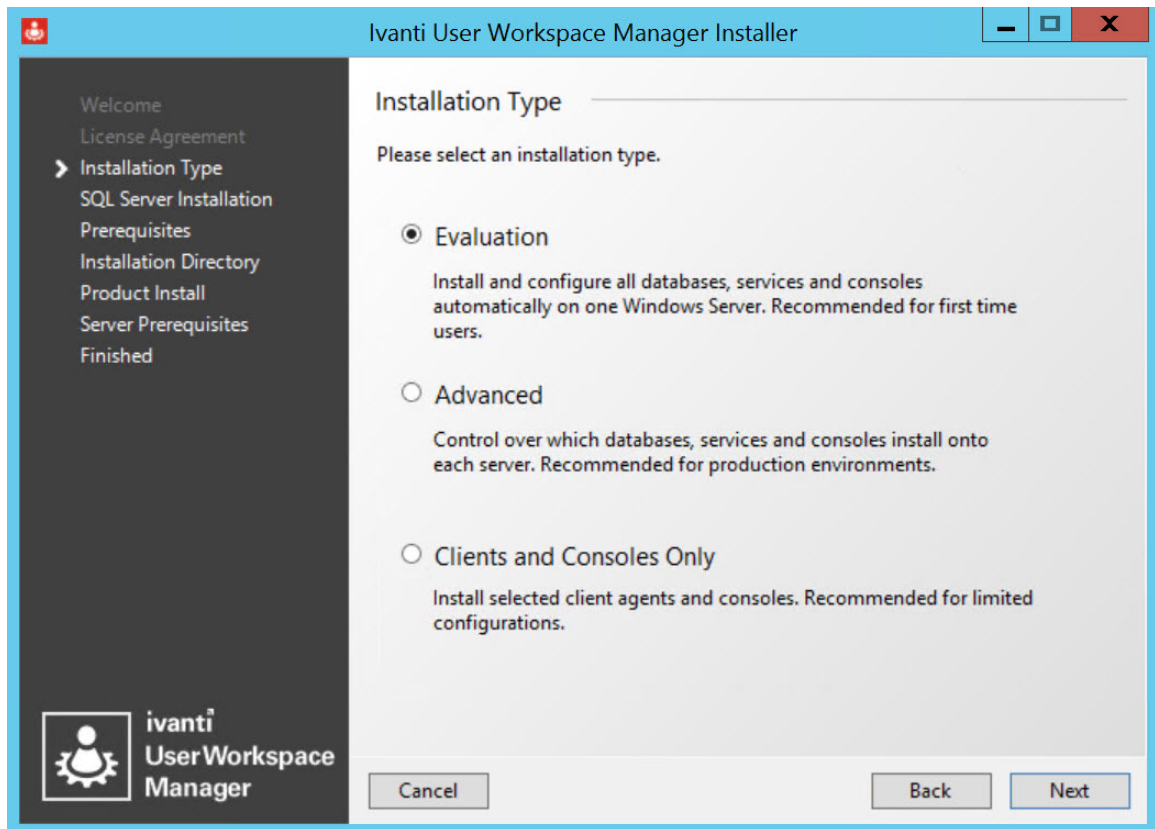 Ivanti User Workspace Manager Installer
Welcome
License Agreement
Installation Type
SQL Server Installation
Prerequisites
Installation Directory
Product Install
Server Prerequisites
Finished
ivanti
User Workspace
Manager
Installation Type
Please select an installation type.
Evaluation
Install and configure all databases, services and consoles
automatically on one Windows Server. Recommended for first time
users.
Advanced
Control over which databases, services and consoles install onto
each server. Recommended for production environments.
Clients and Consoles Only
Install selected client agents and consoles. Recommended for limited
configurations.
Cancel
Back
Next